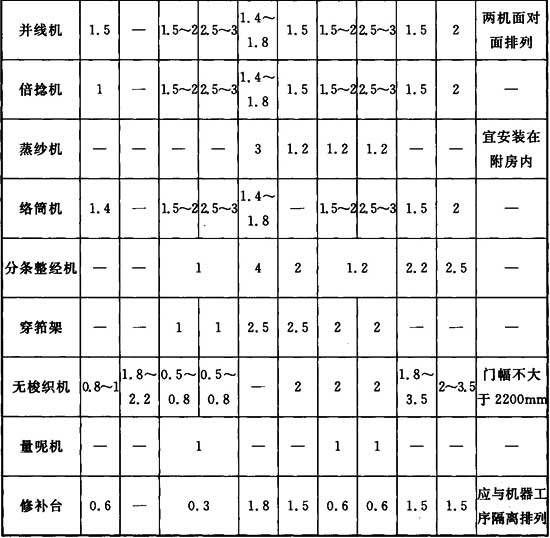 并线机 1.5 — 1.5~2 2.5~3 1.4~1.8 1.5 1.5~2 2.5~3 1.5 2 两机面对面排列
倍捻机 1 — 1.5~2 2.5~3 1.4~1.8 1.5 1.5~2 2.5~3 1.5 2 —
蒸纱机 — — — — 3 1.2 1.2 1.2 — — 宜安装在附房内
络筒机 1.4 — 1.5~2 2.5~3 1.4~1.8 — 1.5~2 2.5~3 1.5 2 —
分条整经机 — — 1 4 2 1.2 2.2 2.5 —
穿筘架 — — 1 1 2.5 2.5 2 2 — — —
无梭织机 0.8~1 1.8~2.2 0.5~0.8 0.5~0.8 — 2 2 2 1.8~3.5 2~3.5 门幅不大于2200mm
量呢机 — — 1 — — 1 1 — — —
修补台 0.6 — 0.3 1.8 1.5 0.6 0.6 1.5 1.5 应与机器工序隔离排列